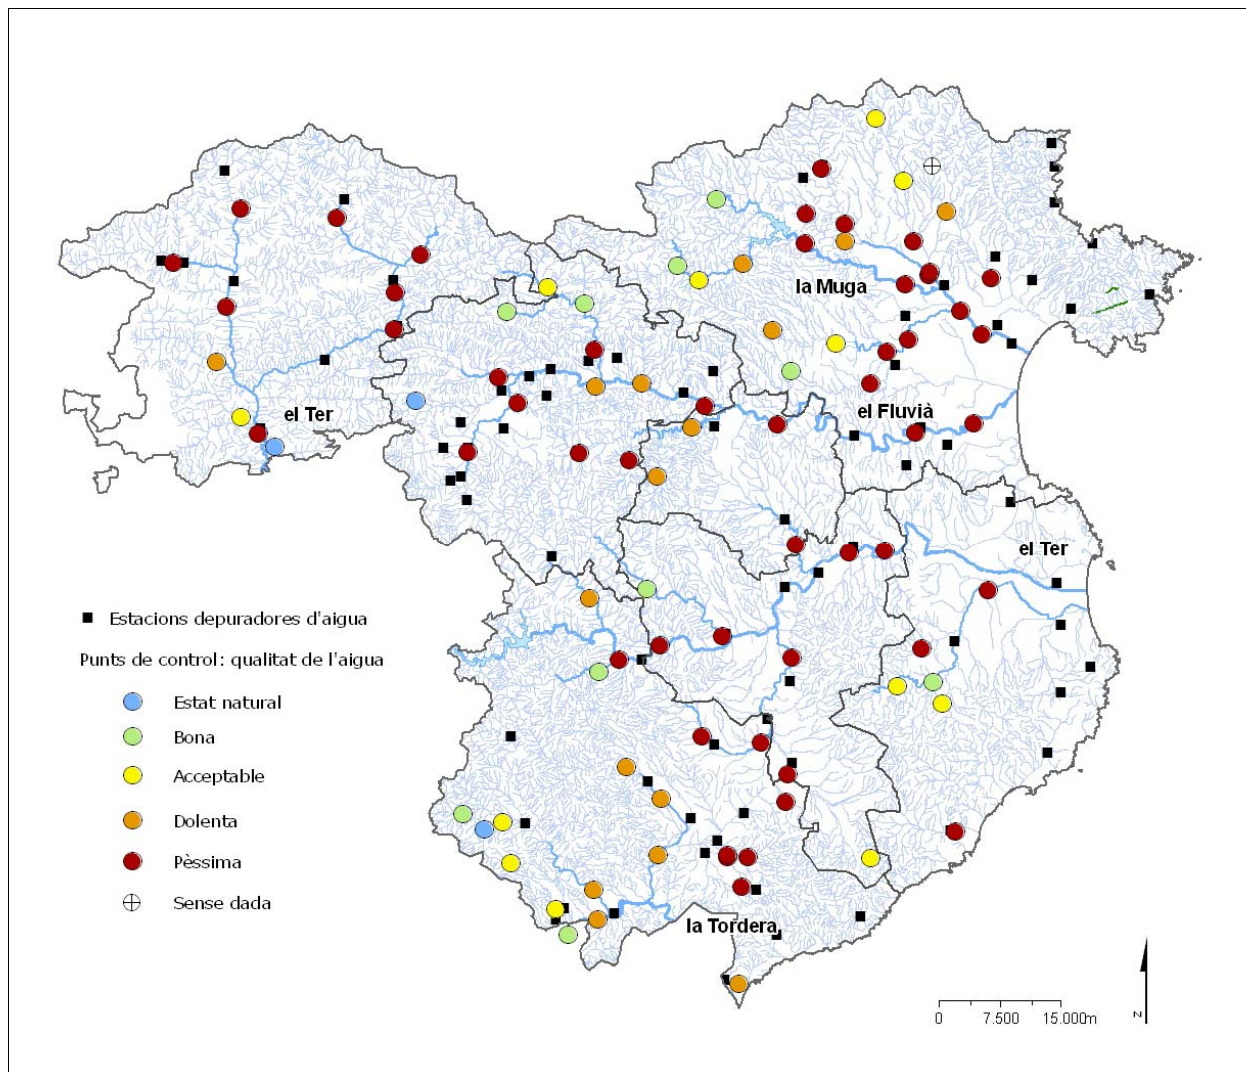 la Muga
el Ter
el Fluvià
el Ter
Estacions depuradores d'aigua
Punts de control: qualitat de l'aigua
Estat natural
Bona
Acceptable
Dolenta
Pèssima
Sense dada
la Tordera
N
0 7.500 15.000m